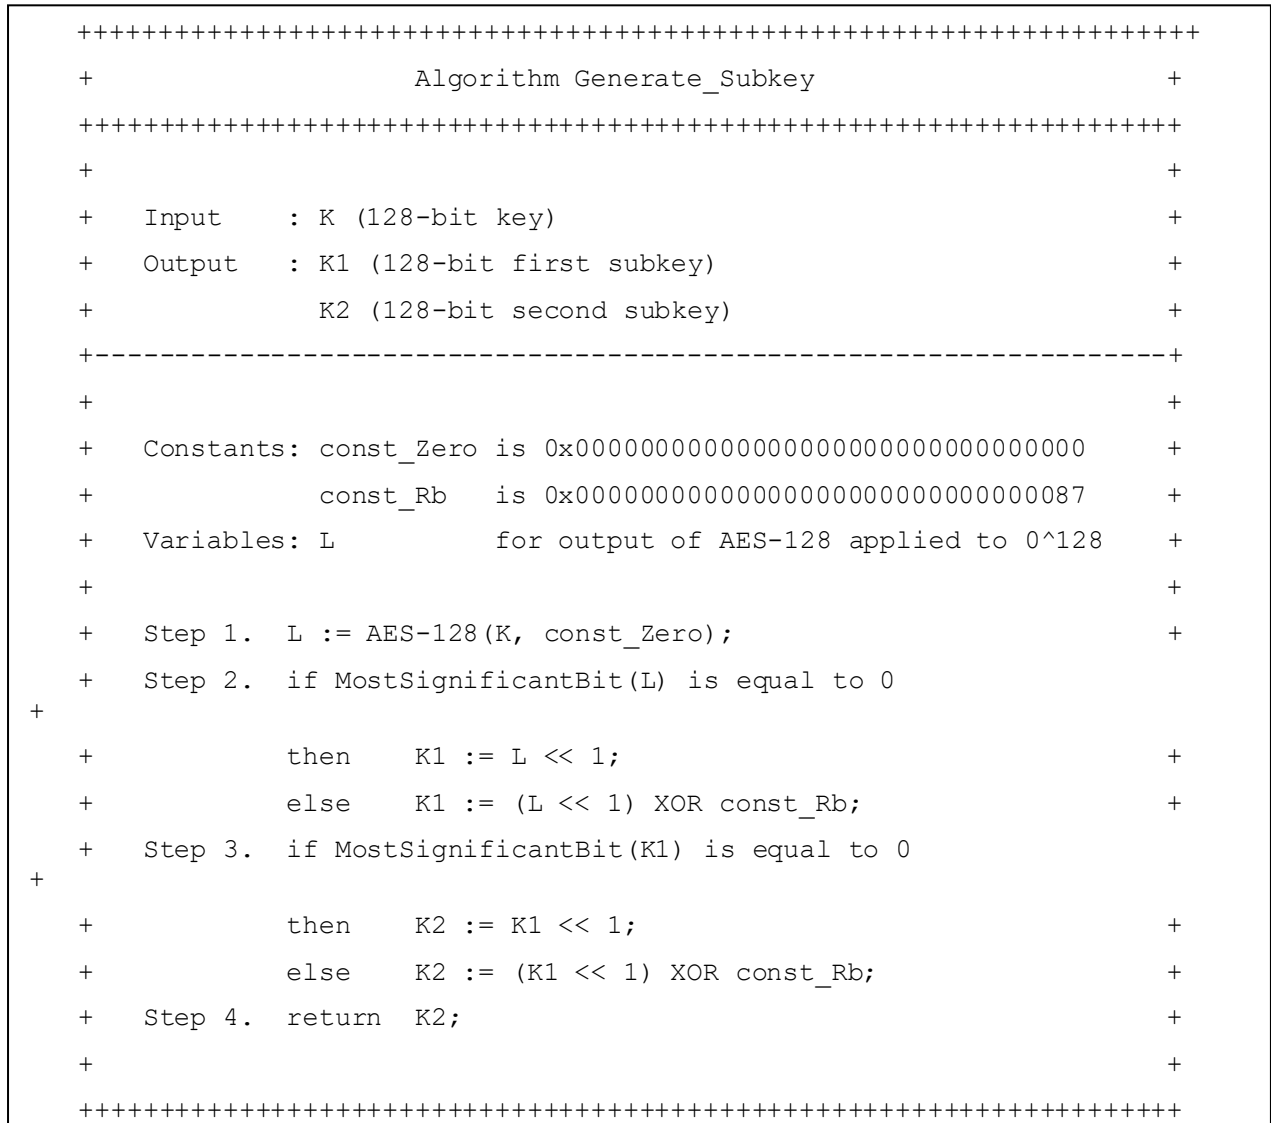 +++++++++++++++++++++++++++++++++++++++++++++++++++++++++++++++++++++
+                    Algorithm Generate_Subkey                      +
++++++++++++++++++++++++++++++++++++++++++++++++++++++++++++++++++++
+                                                                   +
+   Input    : K (128-bit key)                                      +
+   Output   : K1 (128-bit first subkey)                            +
+              K2 (128-bit second subkey)                           +
+-------------------------------------------------------------------+
+                                                                   +
+   Constants: const_Zero is 0x00000000000000000000000000000000     +
+              const_Rb   is 0x00000000000000000000000000000087     +
+   Variables: L          for output of AES-128 applied to 0^128    +
+                                                                   +
+   Step 1.  L := AES-128(K, const_Zero);                           +
+   Step 2.  if MostSignificantBit(L) is equal to 0
+
+            then    K1 := L << 1;                                  +
+            else    K1 := (L << 1) XOR const_Rb;                   +
+   Step 3.  if MostSignificantBit(K1) is equal to 0
+
+            then    K2 := K1 << 1;                                 +
+            else    K2 := (K1 << 1) XOR const_Rb;                  +
+   Step 4.  return  K2;                                            +
+                                                                   +
++++++++++++++++++++++++++++++++++++++++++++++++++++++++++++++++++++